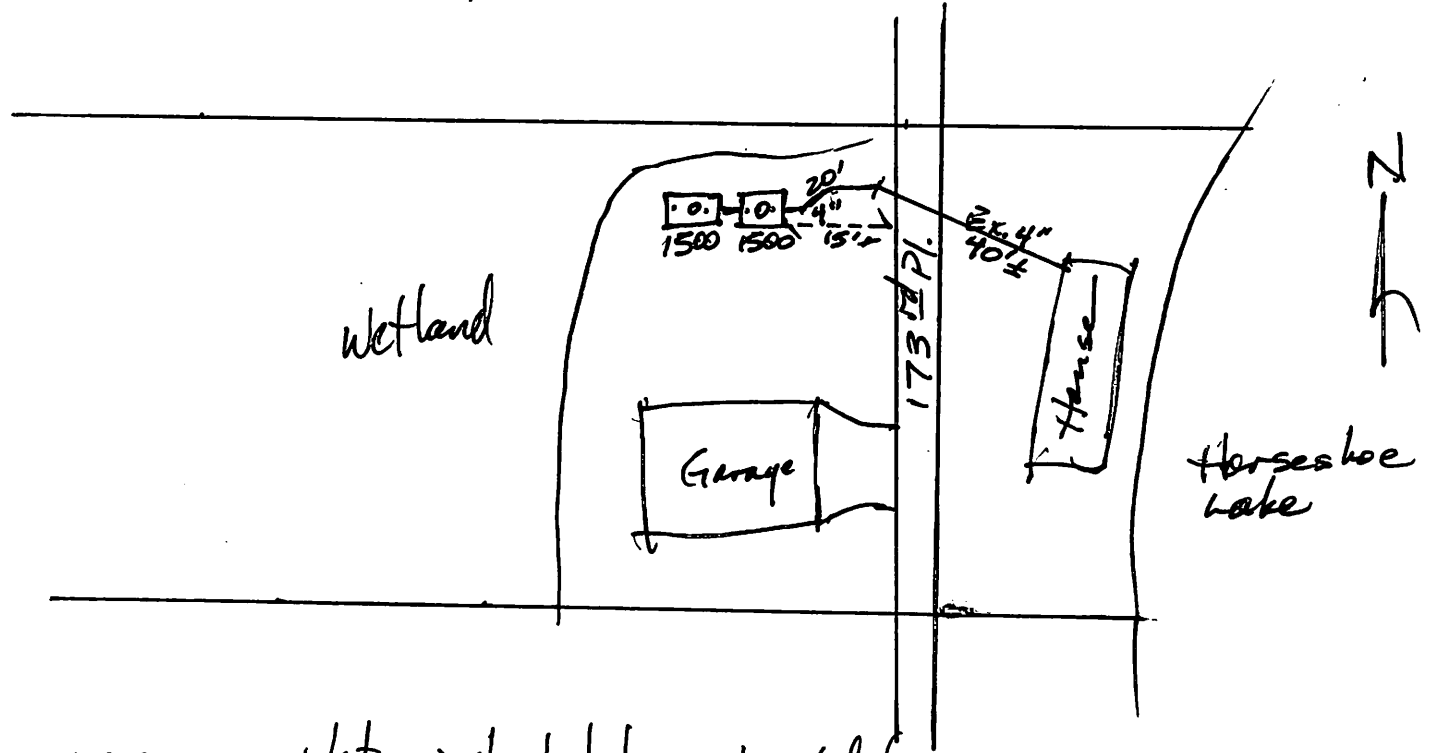 N
20'
4"
1500 1500 15'±
Ex. 4"
40'±
173rd Pl.
Wetland
House
Garage
Horseshoe
Lake